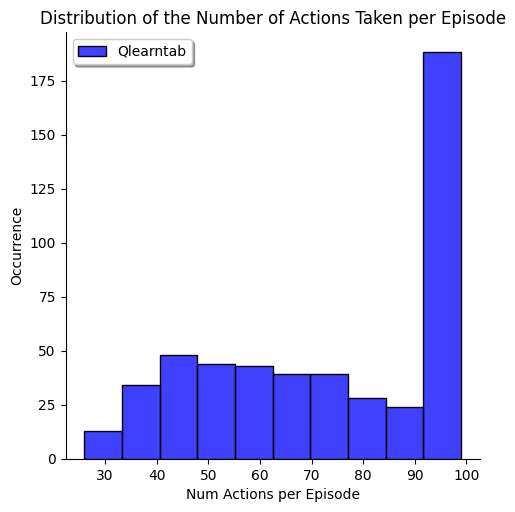 Distribution of the Number of Actions Taken per Episode
Qlearntab
175
150
125
100
75
50
25
0
Occurrence
30 40 50 60 70 80 90 100
Num Actions per Episode